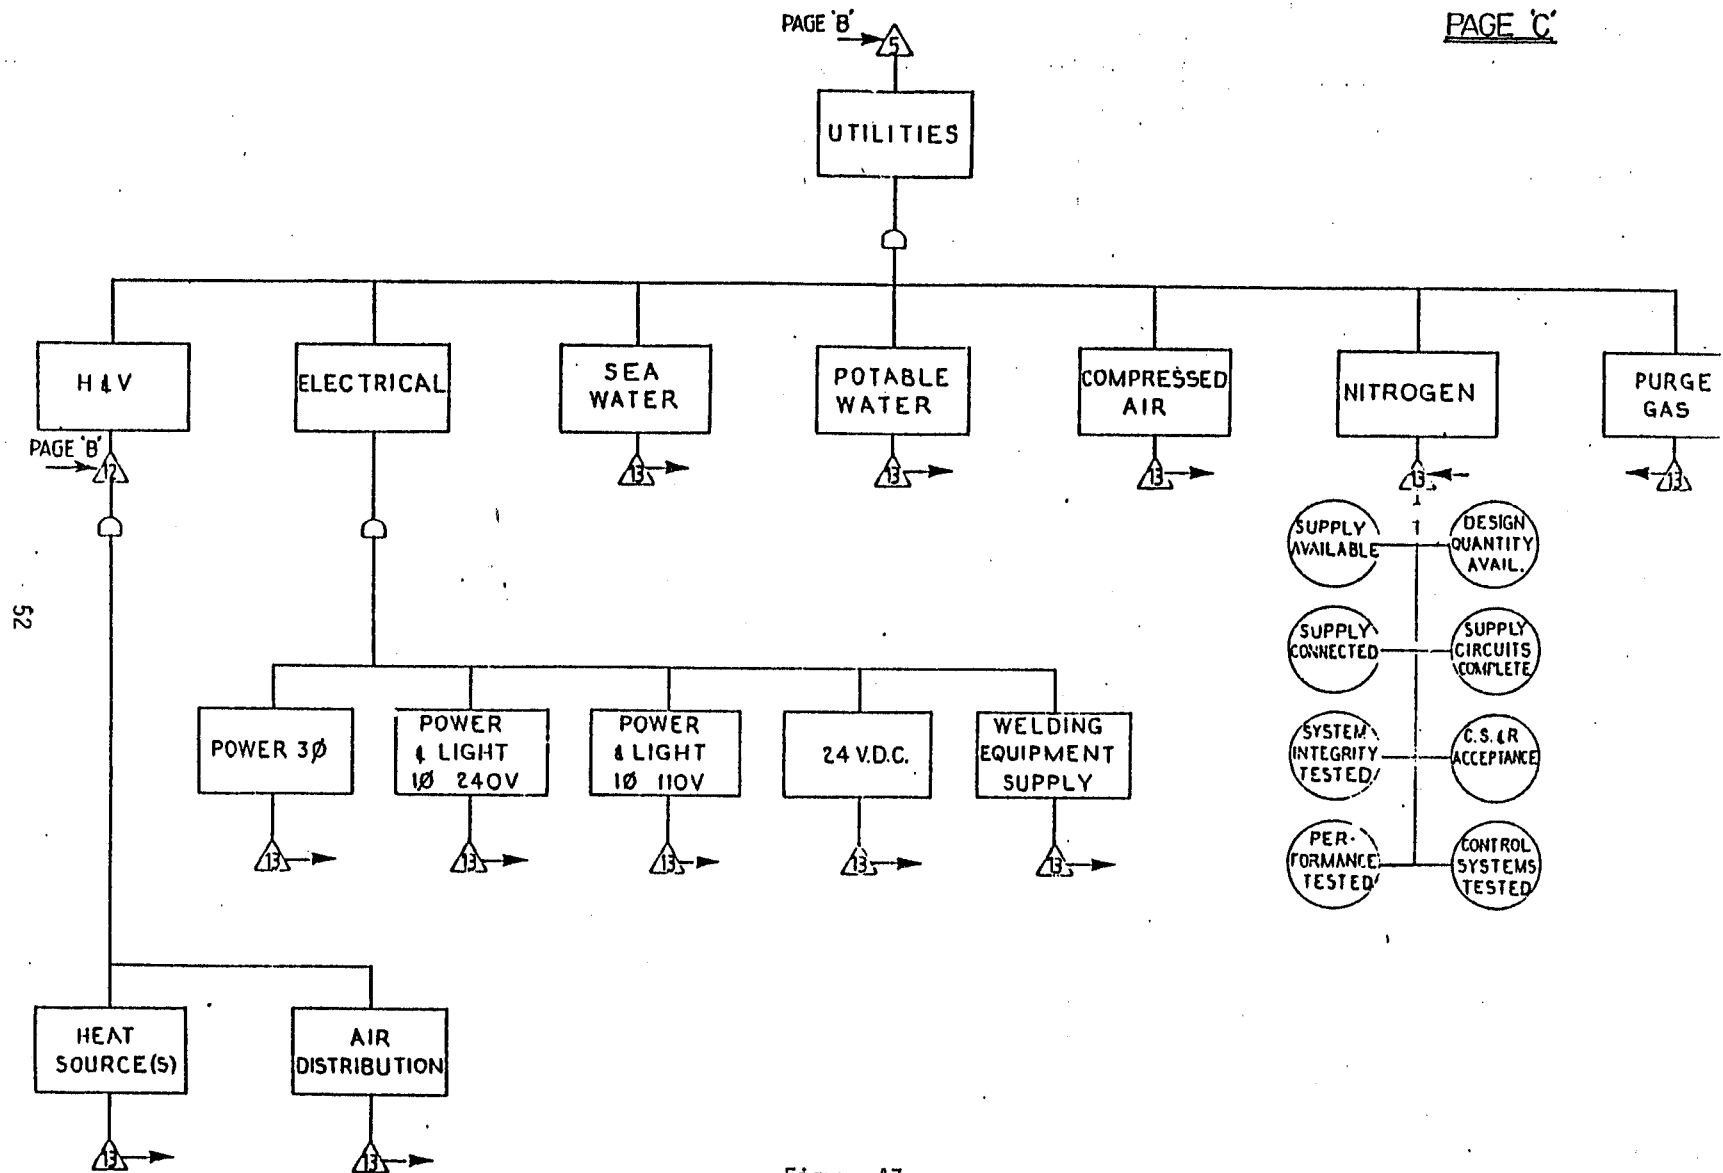 PAGE 'B'
5
PAGE 'C'
UTILITIES
H & V
ELECTRICAL
SEA
WATER
POTABLE
WATER
COMPRESSED
AIR
NITROGEN
PURGE
GAS
PAGE 'B'
12
13
13
13
13
13
SUPPLY
AVAILABLE
DESIGN
QUANTITY
AVAIL.
SUPPLY
CONNECTED
SUPPLY
CIRCUITS
COMPLETE
SYSTEM
INTEGRITY
TESTED
C.S.&R
ACCEPTANCE
PER-
FORMANCE
TESTED
CONTROL
SYSTEMS
TESTED
52
POWER 3Ø
POWER
& LIGHT
1Ø 240V
POWER
& LIGHT
1Ø 110V
24 V.D.C.
WELDING
EQUIPMENT
SUPPLY
13
13
13
13
13
HEAT
SOURCE(S)
AIR
DISTRIBUTION
13
13